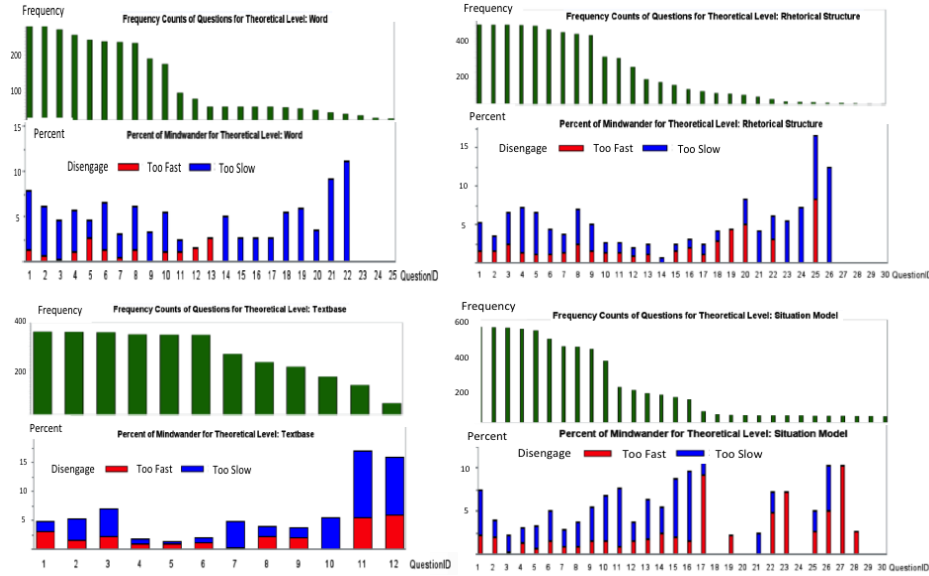 Frequency
Frequency Counts of Questions for Theoretical Level: Word
200
100
Percent of Mindwander for Theoretical Level: Word
15
Percent
Disengage Too Fast Too Slow
10
5
1 2 3 4 5 6 7 8 9 10 11 12 13 14 15 16 17 18 19 20 21 22 23 24 25 QuestionID
Frequency
Frequency Counts of Questions for Theoretical Level: Rhetorical Structure
400
200
Percent
Percent of Mindwander for Theoretical Level: Rhetorical Structure
Disengage Too Fast Too Slow
15
10
5
1 2 3 4 5 6 7 8 9 10 11 12 13 14 15 16 17 18 19 20 21 22 23 24 25 26 27 28 29 30 QuestionID
Frequency
Frequency Counts of Questions for Theoretical Level: Textbase
400
200
Percent
Percent of Mindwander for Theoretical Level: Textbase
15
Disengage Too Fast Too Slow
10
5
1 2 3 4 5 6 7 8 9 10 11 12 QuestionID
Frequency
Frequency Counts of Questions for Theoretical Level: Situation Model
600
400
200
Percent
Percent of Mindwander for Theoretical Level: Situation Model
Disengage Too Fast Too Slow
10
5
1 2 3 4 5 6 7 8 9 10 11 12 13 14 15 16 17 18 19 20 21 22 23 24 25 26 27 28 29 30 QuestionID